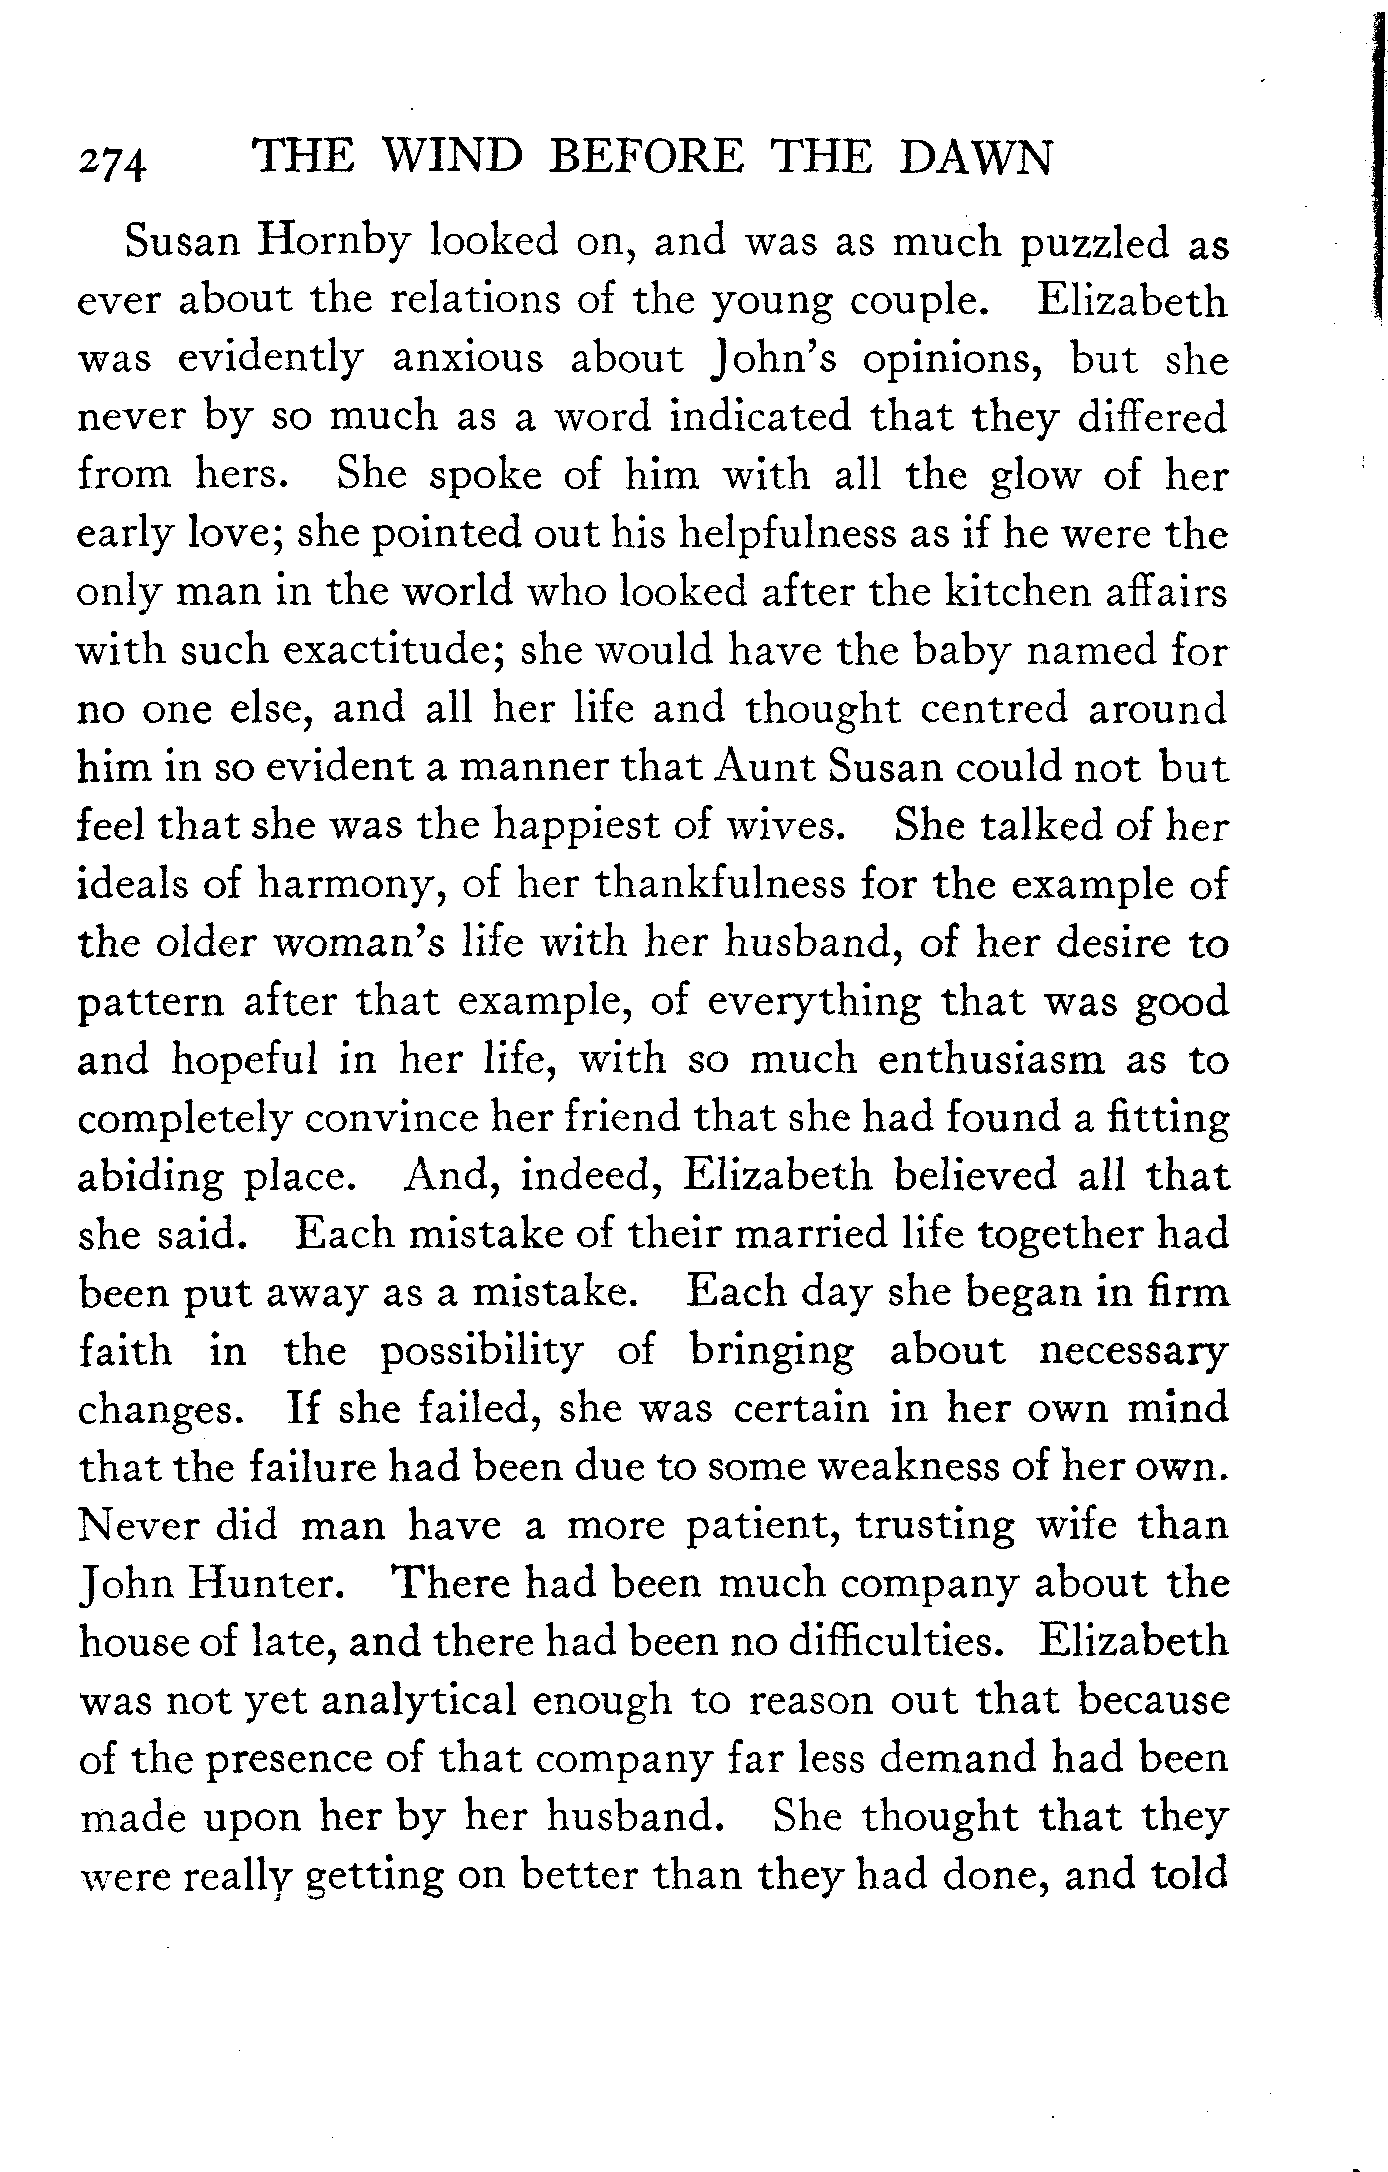 274 THE WIND BEFORE THE DAWN
Susan Hornby looked on, and was as much puzzled as
ever about the relations of the young couple. Elizabeth
was evidently anxious about John's opinions, but she
never by so much as a word indicated that they differed
from hers. She spoke of him with all the glow of her
early love; she pointed out his helpfulness as if he were the
only man in the world who looked after the kitchen affairs
with such exactitude; she would have the baby named for
no one else, and all her life and thought centred around
him in so evident a manner that Aunt Susan could not but
feel that she was the happiest of wives. She talked of her
ideals of harmony, of her thankfulness for the example of
the older woman's life with her husband, of her desire to
pattern after that example, of everything that was good
and hopeful in her life, with so much enthusiasm as to
completely convince her friend that she had found a fitting
abiding place. And, indeed, Elizabeth believed all that
she said. Each mistake of their married life together had
been put away as a mistake. Each day she began in firm
faith in the possibility of bringing about necessary
changes. If she failed, she was certain in her own mind
that the failure had been due to some weakness of her own.
Never did man have a more patient, trusting wife than
John Hunter. There had been much company about the
house of late, and there had been no difficulties. Elizabeth
was not yet analytical enough to reason out that because
of the presence of that company far less demand had been
made upon her by her husband. She thought that they
were really getting on better than they had done, and told